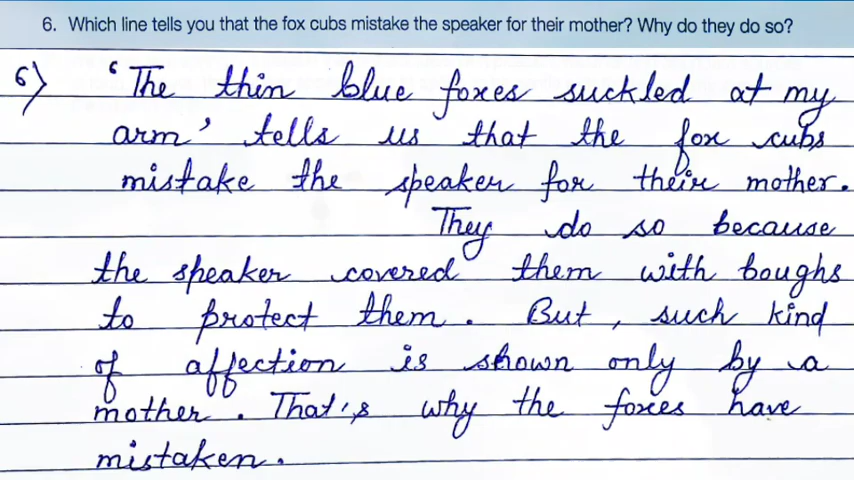 6. Which line tells you that the fox cubs mistake the speaker for their mother? Why do they do so?
6) 'The thin blue foxes suckled at my
arm' tells us that the fox cubs
mistake the speaker for their mother.
They do so because
the speaker covered them with boughs
to protect them. But, such kind
of affection is shown only by a
mother. That's why the foxes have
mistaken.